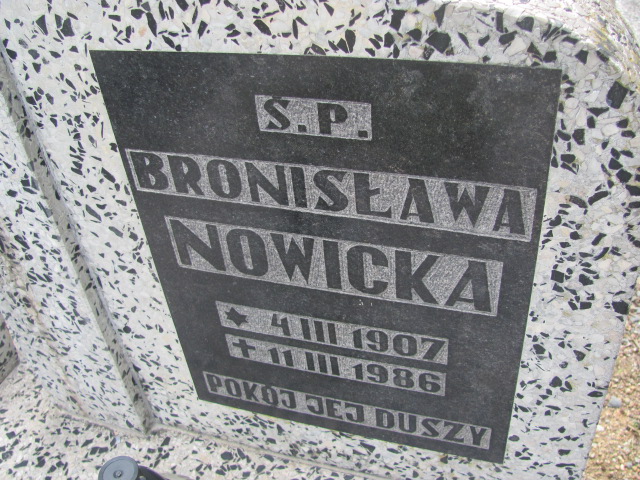 Ś.P.
BRONISŁAWA
NOWICKA
* 4 III 1907
✝ 11 III 1986
POKÓJ JEJ DUSZY